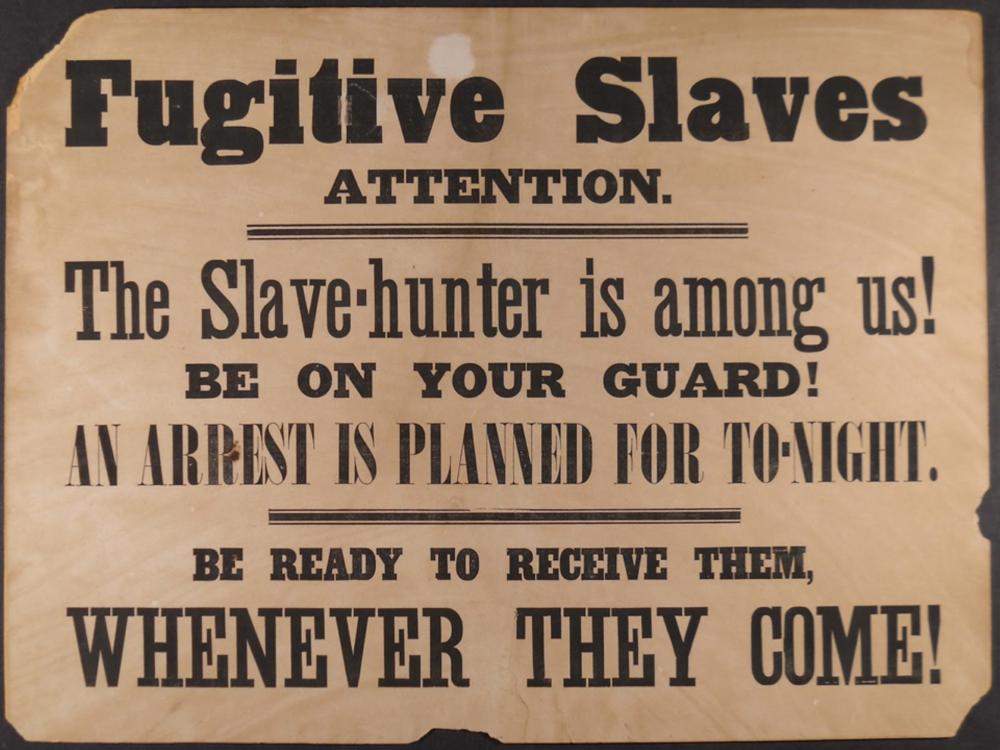 Fugitive Slaves
ATTENTION.
The Slave-hunter is among us!
BE ON YOUR GUARD!
AN ARREST IS PLANNED FOR TO-NIGHT.
BE READY TO RECEIVE THEM,
WHENEVER THEY COME!